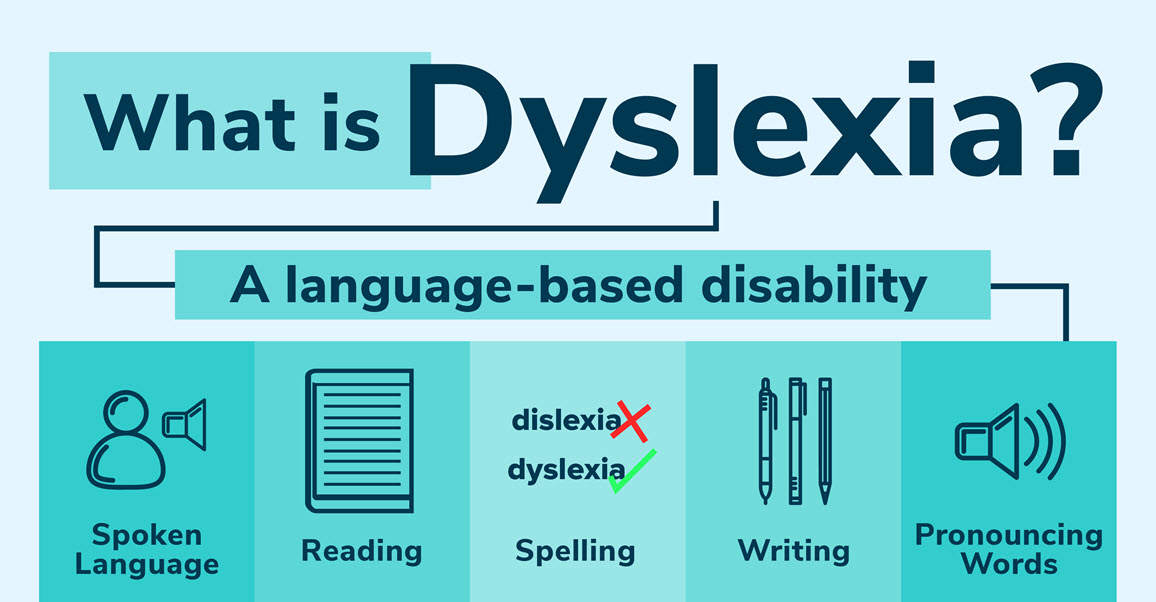 What is Dyslexia?
A language-based disability
Spoken
Language
Reading
dislexia
dyslexia
Spelling
Writing
Pronouncing
Words